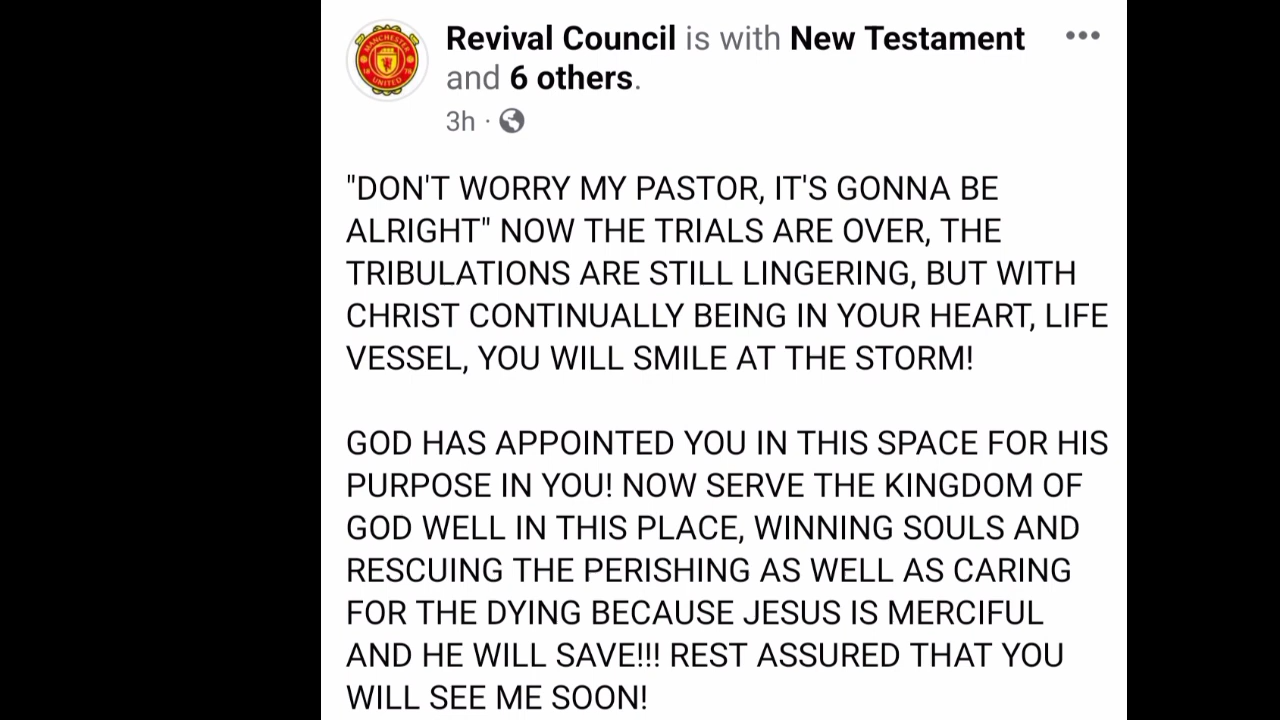 Revival Council is with New Testament
and 6 others.
3h ·
MANCHESTER
18 78
UNITED
"DON'T WORRY MY PASTOR, IT'S GONNA BE
ALRIGHT" NOW THE TRIALS ARE OVER, THE
TRIBULATIONS ARE STILL LINGERING, BUT WITH
CHRIST CONTINUALLY BEING IN YOUR HEART, LIFE
VESSEL, YOU WILL SMILE AT THE STORM!
GOD HAS APPOINTED YOU IN THIS SPACE FOR HIS
PURPOSE IN YOU! NOW SERVE THE KINGDOM OF
GOD WELL IN THIS PLACE, WINNING SOULS AND
RESCUING THE PERISHING AS WELL AS CARING
FOR THE DYING BECAUSE JESUS IS MERCIFUL
AND HE WILL SAVE!!! REST ASSURED THAT YOU
WILL SEE ME SOON!